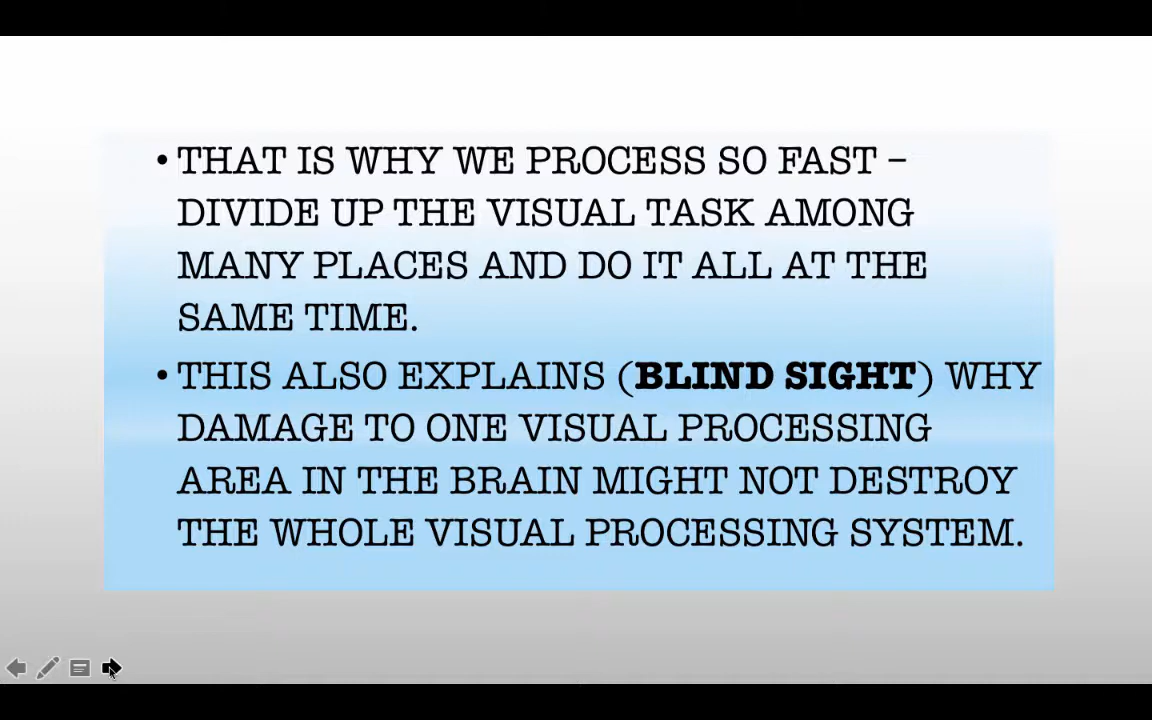 • THAT IS WHY WE PROCESS SO FAST –
DIVIDE UP THE VISUAL TASK AMONG
MANY PLACES AND DO IT ALL AT THE
SAME TIME.
• THIS ALSO EXPLAINS (BLIND SIGHT) WHY
DAMAGE TO ONE VISUAL PROCESSING
AREA IN THE BRAIN MIGHT NOT DESTROY
THE WHOLE VISUAL PROCESSING SYSTEM.